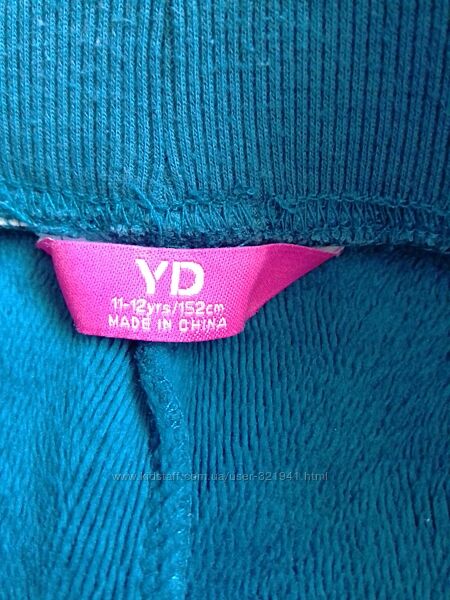 YD
11-12yrs/152cm
MADE IN CHINA
www.kidstaff.com.ua/user-321941.html